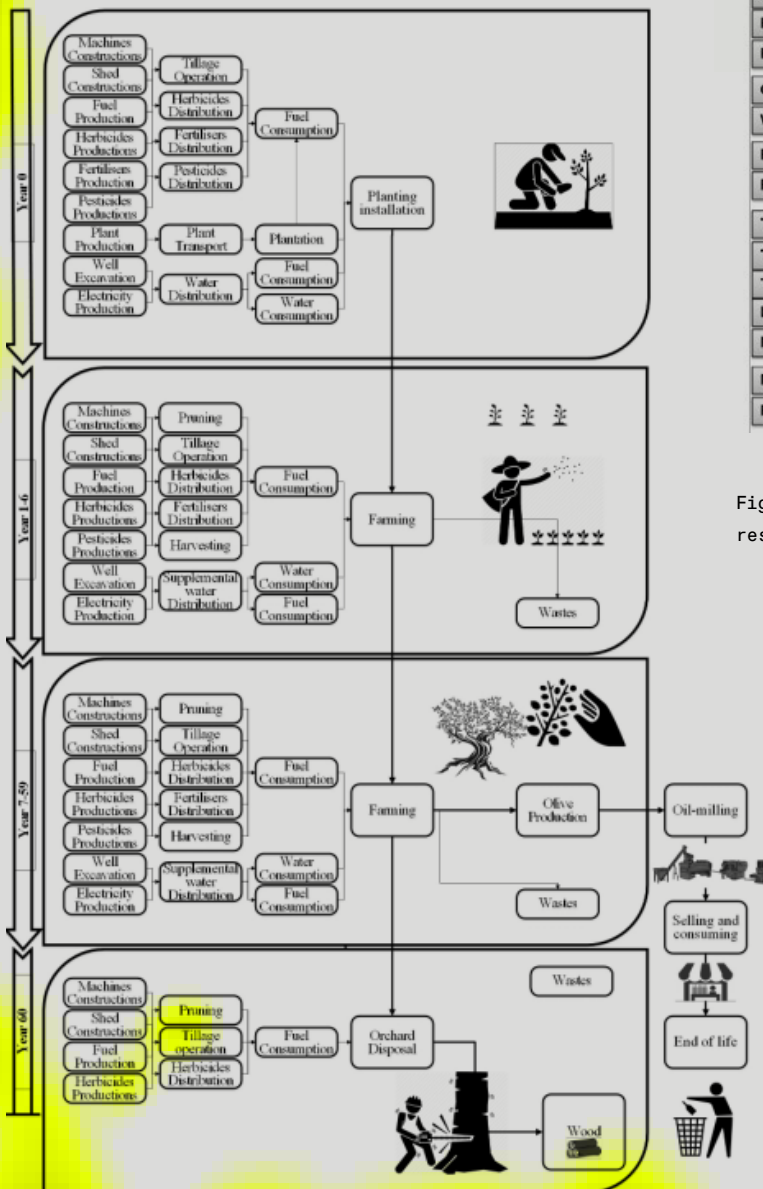 Year 0
Machines
Constructions
Shed
Constructions
Fuel
Production
Herbicides
Productions
Fertilisers
Production
Pesticides
Productions
Plant
Production
Well
Excavation
Electricity
Production
Tillage
Operation
Herbicides
Distribution
Fertilisers
Distribution
Pesticides
Distribution
Plant
Transport
Water
Distribution
Fuel
Consumption
Plantation
Fuel
Consumption
Water
Consumption
Planting
installation
Year 1-6
Machines
Constructions
Shed
Constructions
Fuel
Production
Herbicides
Productions
Pesticides
Productions
Well
Excavation
Electricity
Production
Pruning
Tillage
Operation
Herbicides
Distribution
Fertilisers
Distribution
Harvesting
Supplemental
water
Distribution
Fuel
Consumption
Water
Consumption
Fuel
Consumption
Farming
Wastes
Year 7-59
Machines
Constructions
Shed
Constructions
Fuel
Production
Herbicides
Productions
Pesticides
Productions
Well
Excavation
Electricity
Production
Pruning
Tillage
Operation
Herbicides
Distribution
Fertilisers
Distribution
Harvesting
Supplemental
water
Distribution
Fuel
Consumption
Water
Consumption
Fuel
Consumption
Farming
Olive
Production
Wastes
Oil-milling
Selling and
consuming
End of life
Year 60
Machines
Constructions
Shed
Constructions
Fuel
Production
Herbicides
Productions
Pruning
Tillage
operation
Herbicides
Distribution
Fuel
Consumption
Orchard
Disposal
Wastes
Wood
Fig
res